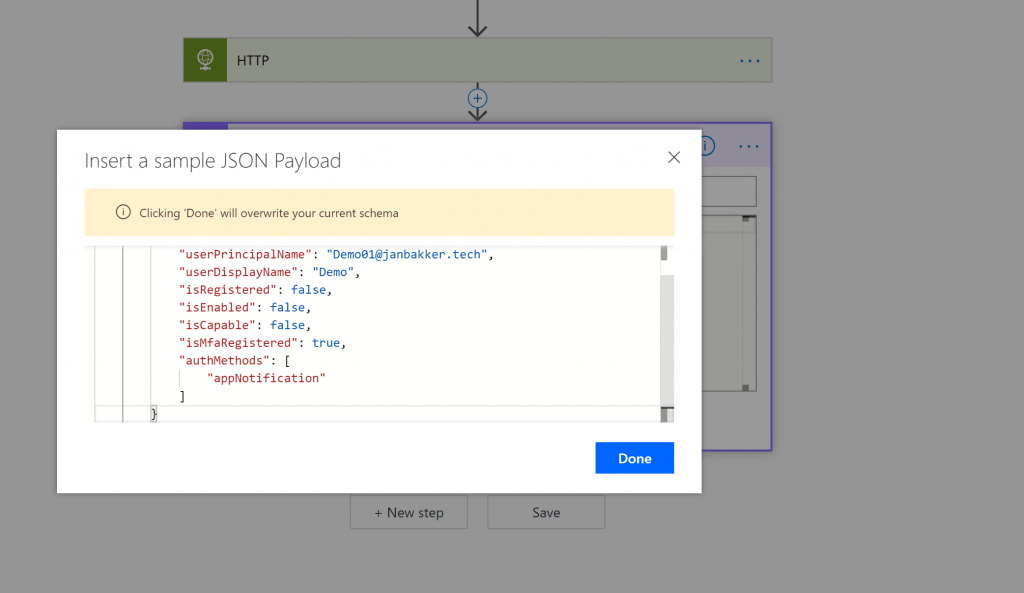 HTTP
Insert a sample JSON Payload
Clicking 'Done' will overwrite your current schema
"userPrincipalName": "Demo01@janbakker.tech",
"userDisplayName": "Demo",
"isRegistered": false,
"isEnabled": false,
"isCapable": false,
"isMfaRegistered": true,
"authMethods": [
"appNotification"
]
}
Done
+ New step
Save